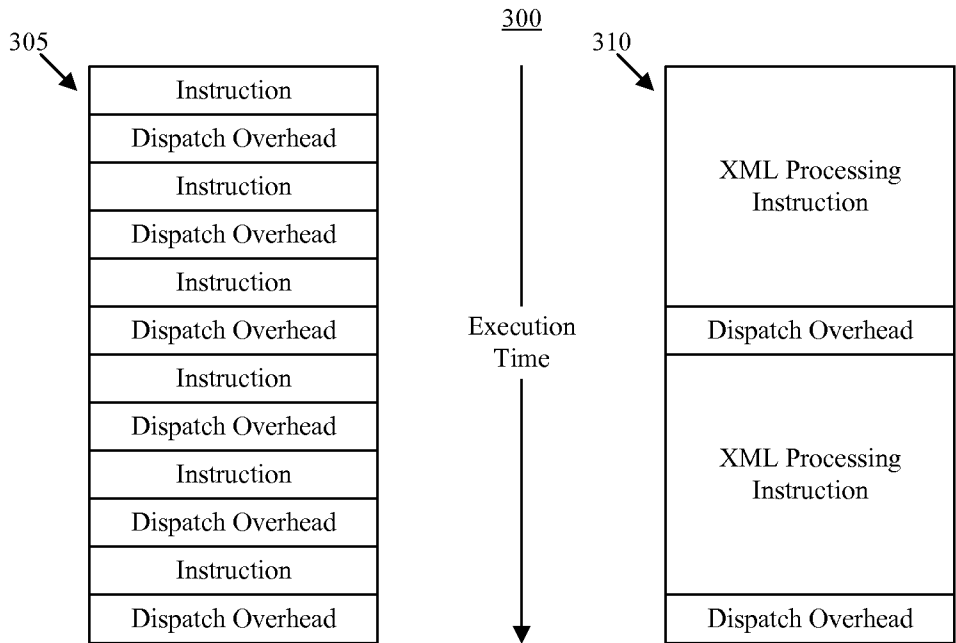 300
305
Instruction
Dispatch Overhead
Instruction
Dispatch Overhead
Instruction
Dispatch Overhead
Instruction
Dispatch Overhead
Instruction
Dispatch Overhead
Instruction
Dispatch Overhead
Execution
Time
310
XML Processing
Instruction
Dispatch Overhead
XML Processing
Instruction
Dispatch Overhead